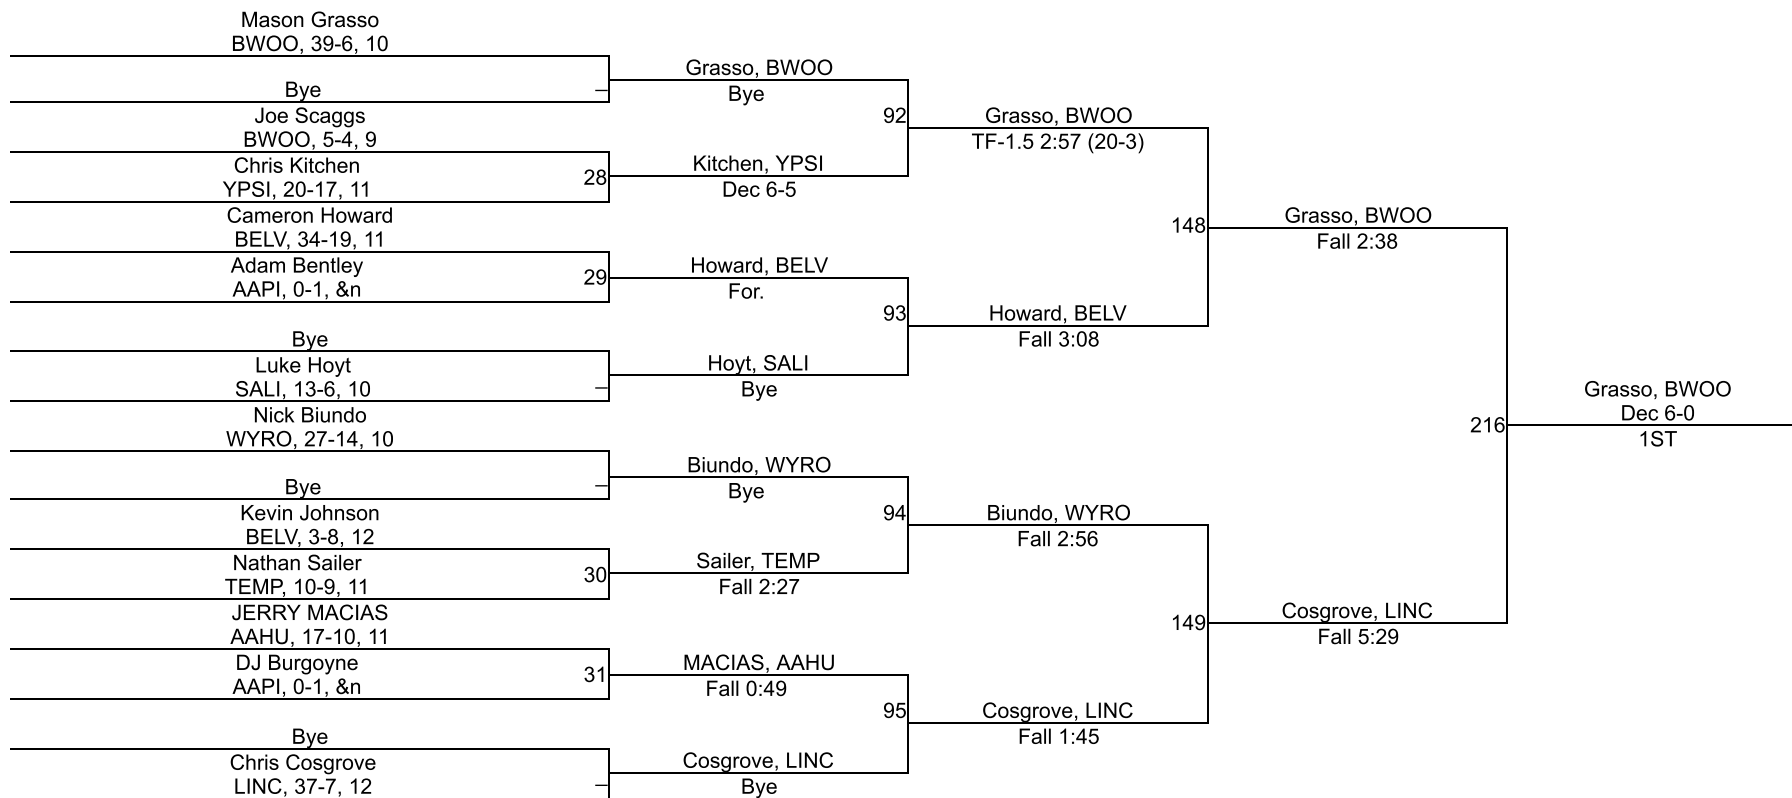 Mason Grasso
BWOO, 39-6, 10
Bye
–
Joe Scaggs
BWOO, 5-4, 9
Chris Kitchen
YPSI, 20-17, 11
28
Cameron Howard
BELV, 34-19, 11
Adam Bentley
AAPI, 0-1, &n
29
Bye
Luke Hoyt
SALI, 13-6, 10
–
Nick Biundo
WYRO, 27-14, 10
Bye
–
Kevin Johnson
BELV, 3-8, 12
Nathan Sailer
TEMP, 10-9, 11
30
JERRY MACIAS
AAHU, 17-10, 11
DJ Burgoyne
AAPI, 0-1, &n
31
Bye
Chris Cosgrove
LINC, 37-7, 12
–
Grasso, BWOO
Bye
92
Kitchen, YPSI
Dec 6-5
Howard, BELV
For.
93
Hoyt, SALI
Bye
Biundo, WYRO
Bye
94
Sailer, TEMP
Fall 2:27
MACIAS, AAHU
Fall 0:49
95
Cosgrove, LINC
Bye
Grasso, BWOO
TF-1.5 2:57 (20-3)
148
Howard, BELV
Fall 3:08
Biundo, WYRO
Fall 2:56
149
Cosgrove, LINC
Fall 1:45
Grasso, BWOO
Fall 2:38
216
Cosgrove, LINC
Fall 5:29
Grasso, BWOO
Dec 6-0
1ST